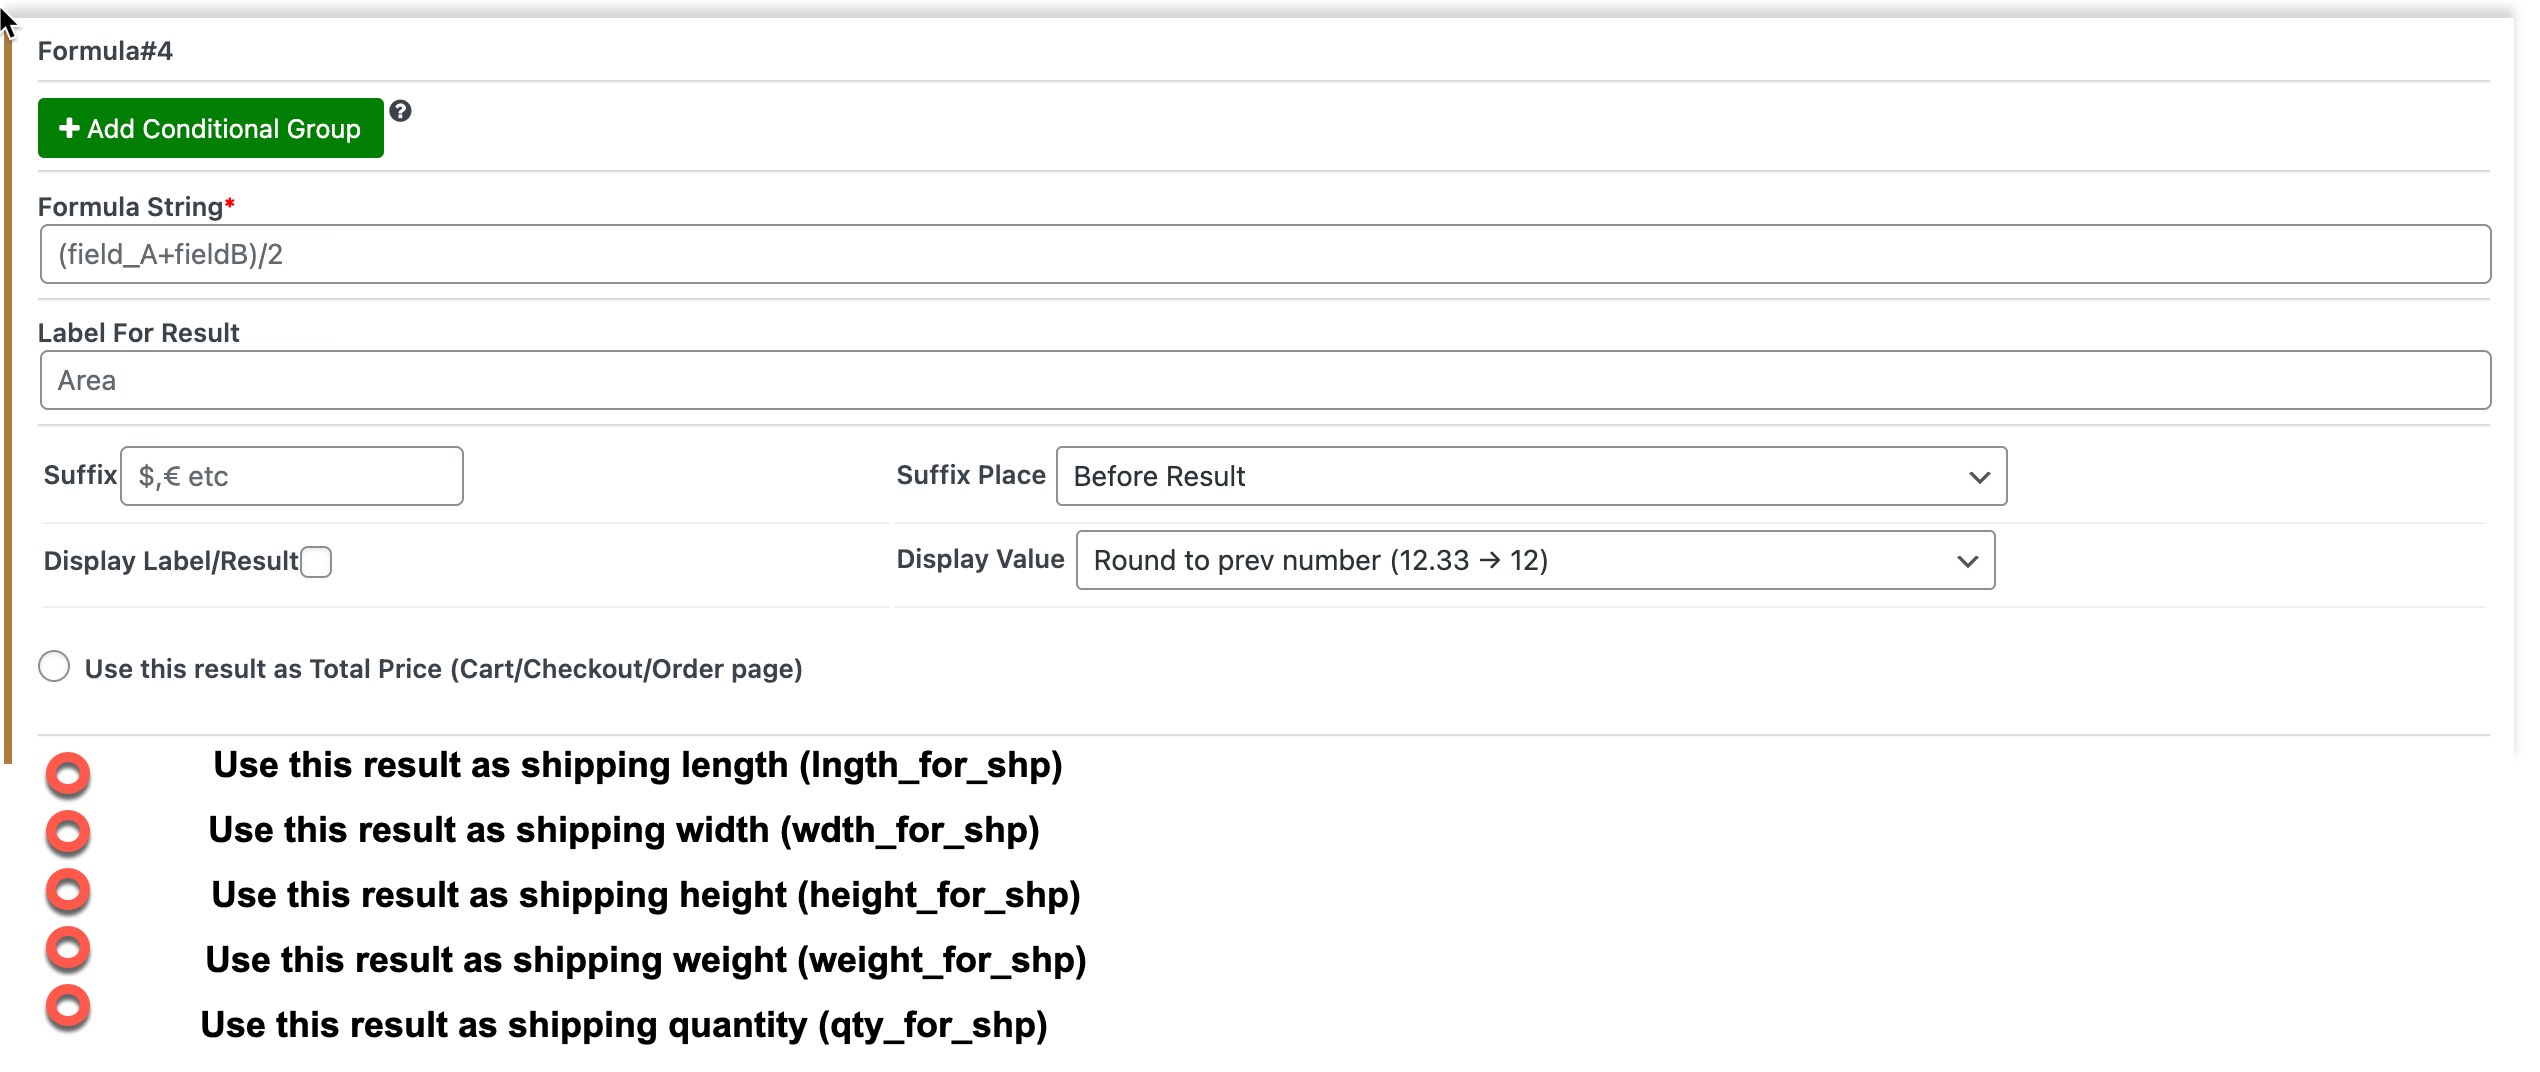 Formula#4
Add Conditional Group
Formula String*
(field_A+fieldB)/2
Label For Result
Area
Suffix $,€ etc Suffix Place Before Result
Display Label/Result Display Value Round to prev number (12.33 → 12)
Use this result as Total Price (Cart/Checkout/Order page)
Use this result as shipping length (lngth_for_shp)
Use this result as shipping width (wdth_for_shp)
Use this result as shipping height (height_for_shp)
Use this result as shipping weight (weight_for_shp)
Use this result as shipping quantity (qty_for_shp)